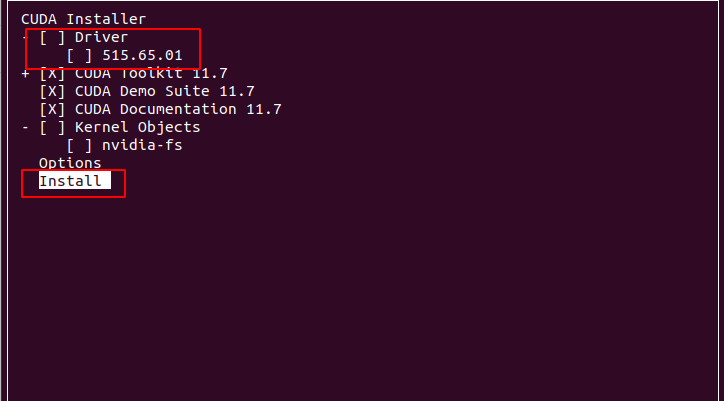 CUDA Installer
- [ ] Driver
[ ] 515.65.01
+ [X] CUDA Toolkit 11.7
[X] CUDA Demo Suite 11.7
[X] CUDA Documentation 11.7
- [ ] Kernel Objects
[ ] nvidia-fs
Options
Install